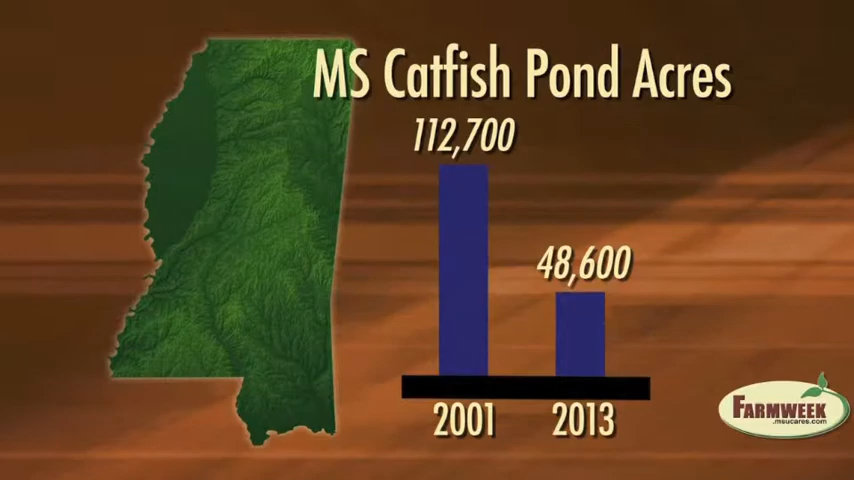 MS Catfish Pond Acres
112,700
48,600
2001 2013
FARMWEEK
.msucares.com